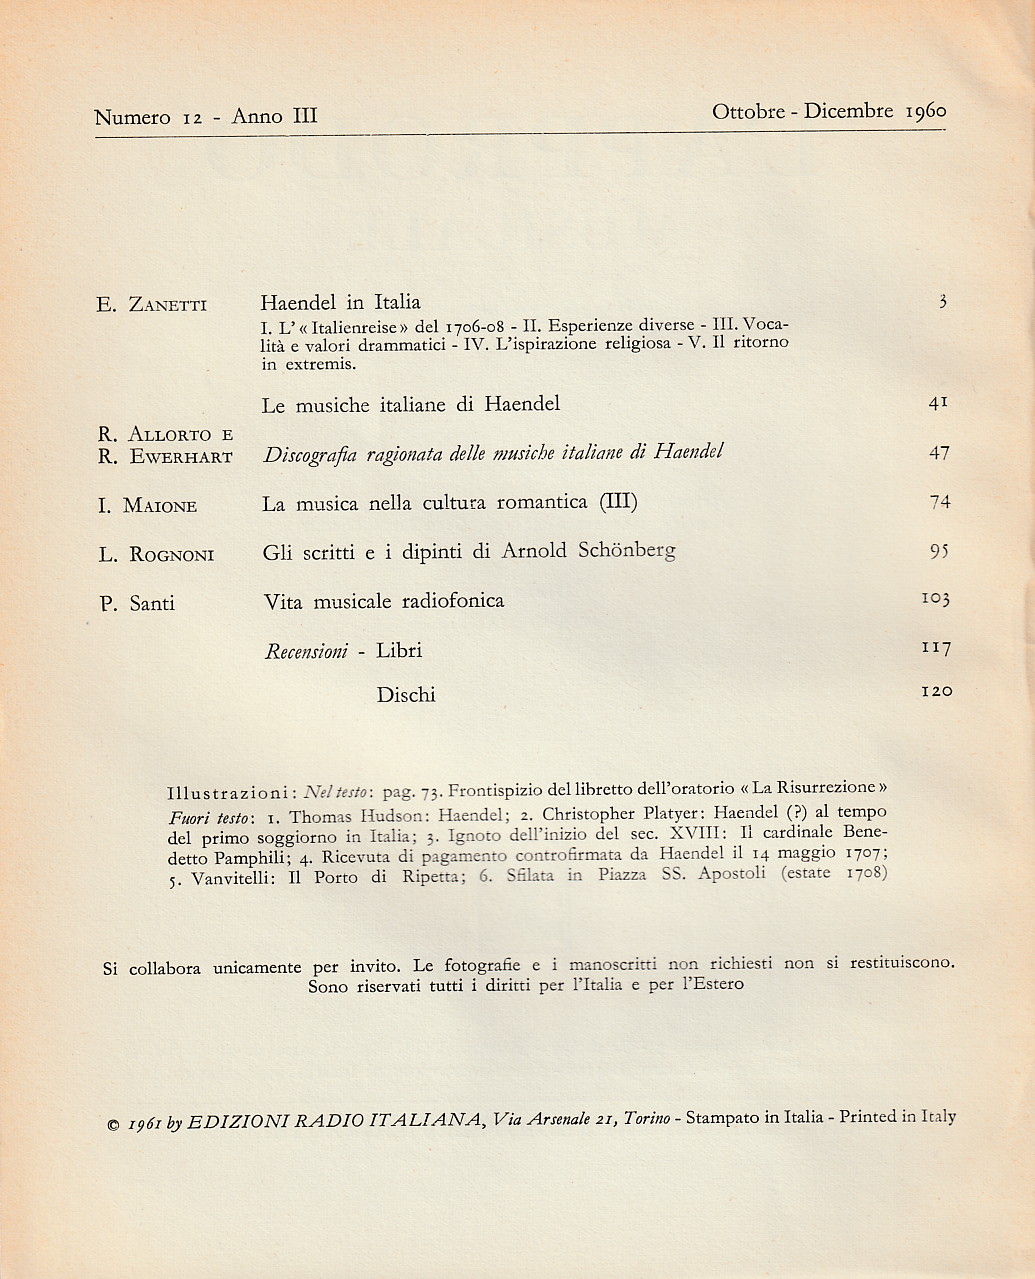 Numero 12 - Anno III Ottobre - Dicembre 1960
E. ZANETTI Haendel in Italia 3
I. L' « Italienreise » del 1706-08 - II. Esperienze diverse - III. Voca-
lità e valori drammatici - IV. L'ispirazione religiosa - V. Il ritorno
in extremis.
Le musiche italiane di Haendel 41
R. ALLORTO E
R. EWERHART Discografia ragionata delle musiche italiane di Haendel 47
I. MAIONE La musica nella cultura romantica (III) 74
L. ROGNONI Gli scritti e i dipinti di Arnold Schönberg 95
P. Santi Vita musicale radiofonica 103
Recensioni - Libri 117
Dischi 120
Illustrazioni: Nel testo: pag. 73. Frontispizio del libretto dell'oratorio « La Risurrezione »
Fuori testo: 1. Thomas Hudson: Haendel; 2. Christopher Platyer: Haendel (?) al tempo
del primo soggiorno in Italia; 3. Ignoto dell'inizio del sec. XVIII: Il cardinale Bene-
detto Pamphili; 4. Ricevuta di pagamento controfirmata da Haendel il 14 maggio 1707;
5. Vanvitelli: Il Porto di Ripetta; 6. Sfilata in Piazza SS. Apostoli (estate 1708)
Si collabora unicamente per invito. Le fotografie e i manoscritti non richiesti non si restituiscono.
Sono riservati tutti i diritti per l'Italia e per l'Estero
© 1961 by EDIZIONI RADIO ITALIANA, Via Arsenale 21, Torino - Stampato in Italia - Printed in Italy